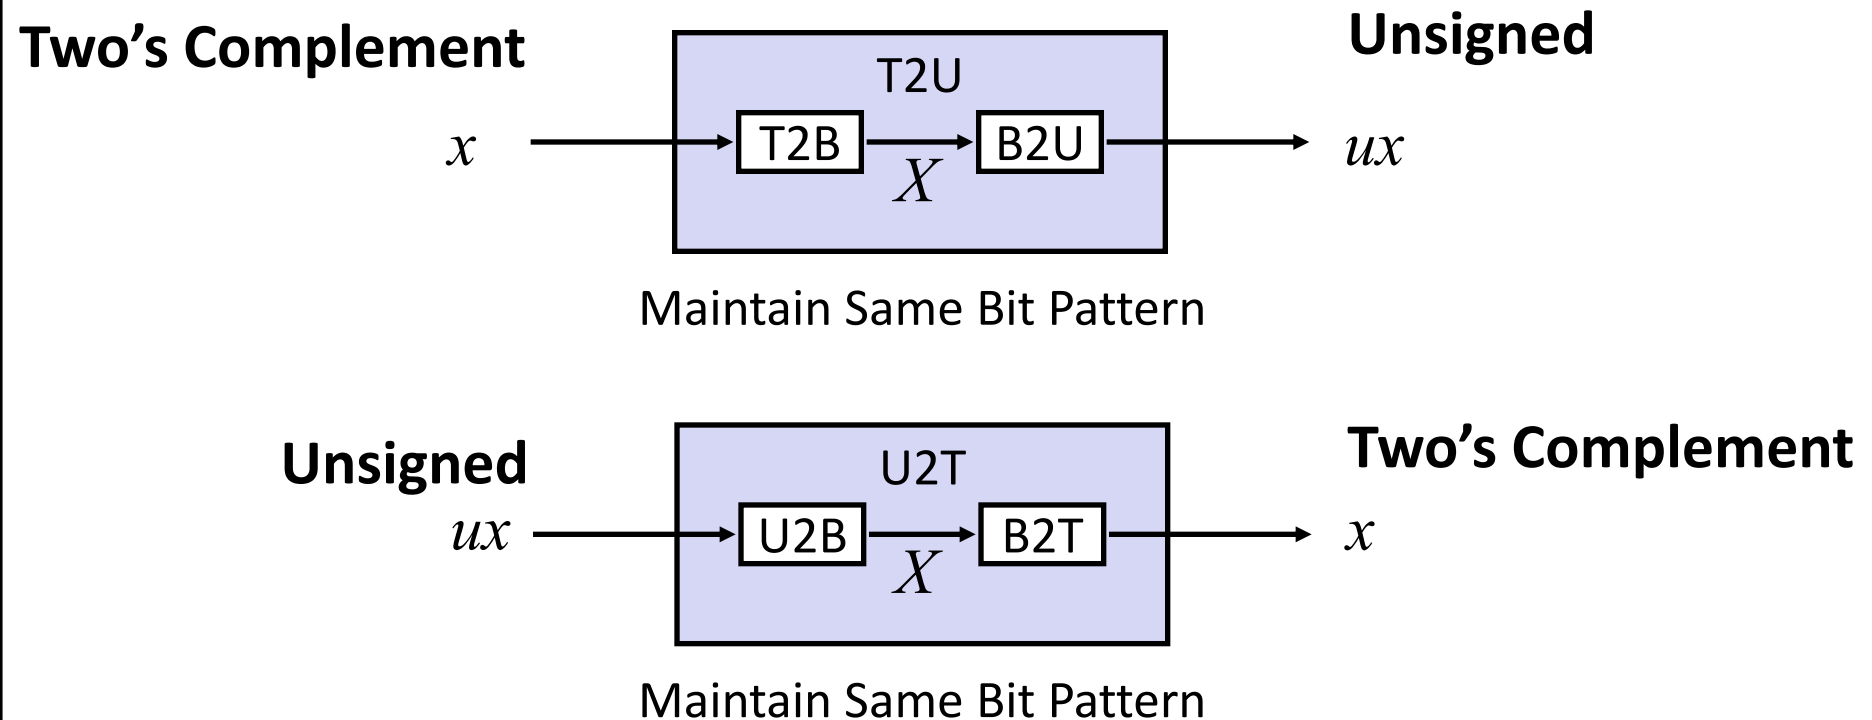 Two’s Complement
Unsigned
T2U
x
T2B
B2U
ux
X
Maintain Same Bit Pattern
Unsigned
Two’s Complement
U2T
ux
U2B
B2T
x
X
Maintain Same Bit Pattern